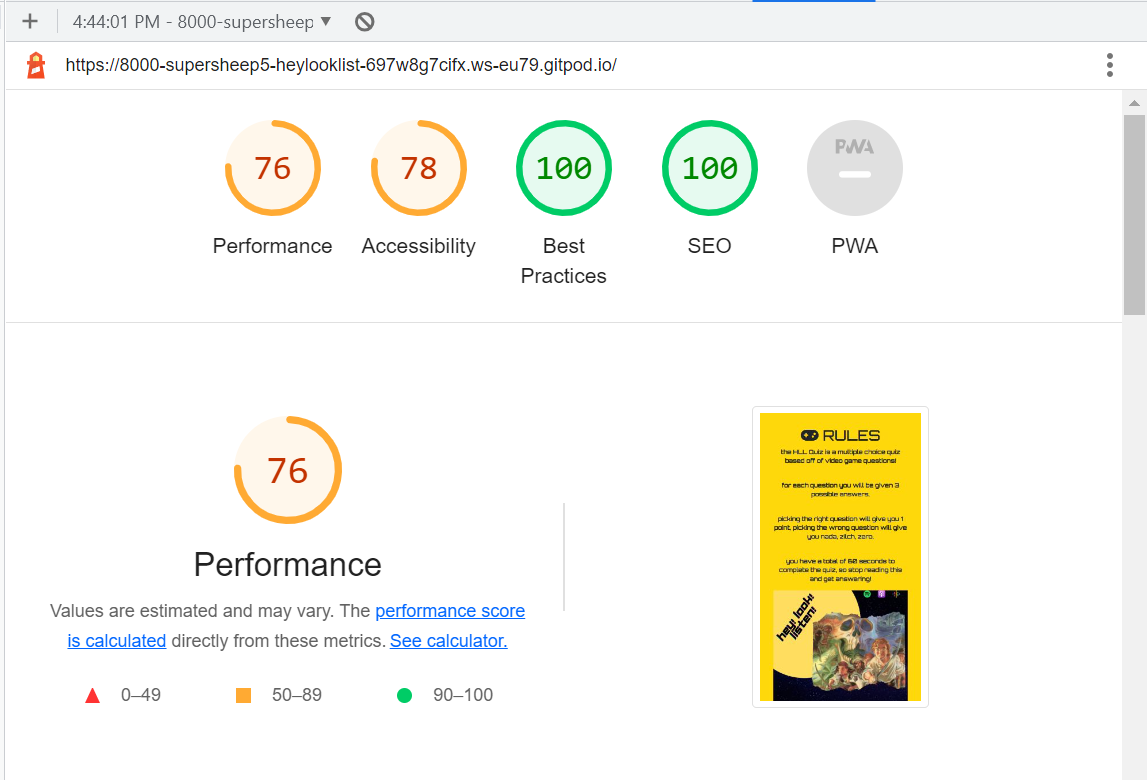 4:44:01 PM - 8000-supersheep
https://8000-supersheep5-heylooklist-697w8g7cifx.ws-eu79.gitpod.io/
76 78 100 100 PWA
Performance Accessibility Best SEO PWA
Practices
76
Performance
Values are estimated and may vary. The performance score
is calculated directly from these metrics. See calculator.
0–49 50–89 90–100
RULES
the HLL Quiz is a multiple choice quiz
based off of video game questions!
for each question you will be given 3
possible answers.
picking the right question will give you 1
point, picking the wrong question will give
you nada, zilch, zero.
you have a total of 60 seconds to
complete the quiz, so stop reading this
and get answering!
hey! look!
listen!